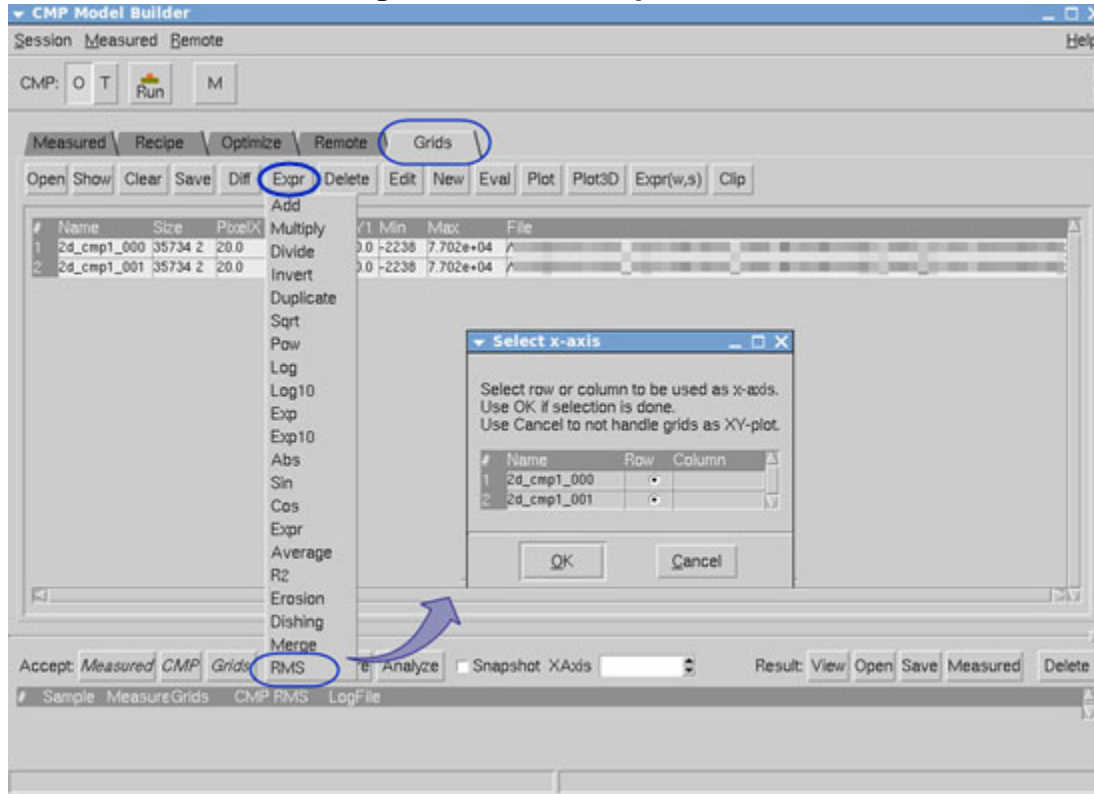 CMP Model Builder
Session Measured Remote Help
CMP: O T Run M
Measured Recipe Optimize Remote Grids
Open Show Clear Save Diff Expr Delete Edit New Eval Plot Plot3D Expr(w,s) Clip
Add
# Name Size PixelX Multiply Y1 Min Max File
1 2d_cmp1_000 35734 2 20.0 0.0 -2238 7.702e+04
Divide
2 2d_cmp1_001 35734 2 20.0 0.0 -2238 7.702e+04
Invert
Duplicate
Sqrt
Pow
Log
Log10
Exp
Exp10
Abs
Sin
Cos
Expr
Average
R2
Erosion
Dishing
Merge
RMS
Select x-axis
Select row or column to be used as x-axis.
Use OK if selection is done.
Use Cancel to not handle grids as XY-plot.
# Name Row Column
1 2d_cmp1_000
2 2d_cmp1_001
OK Cancel
Accept: Measured CMP Grids Analyze Snapshot XAxis Result: View Open Save Measured Delete
# Sample MeasureGrids CMP RMS LogFile